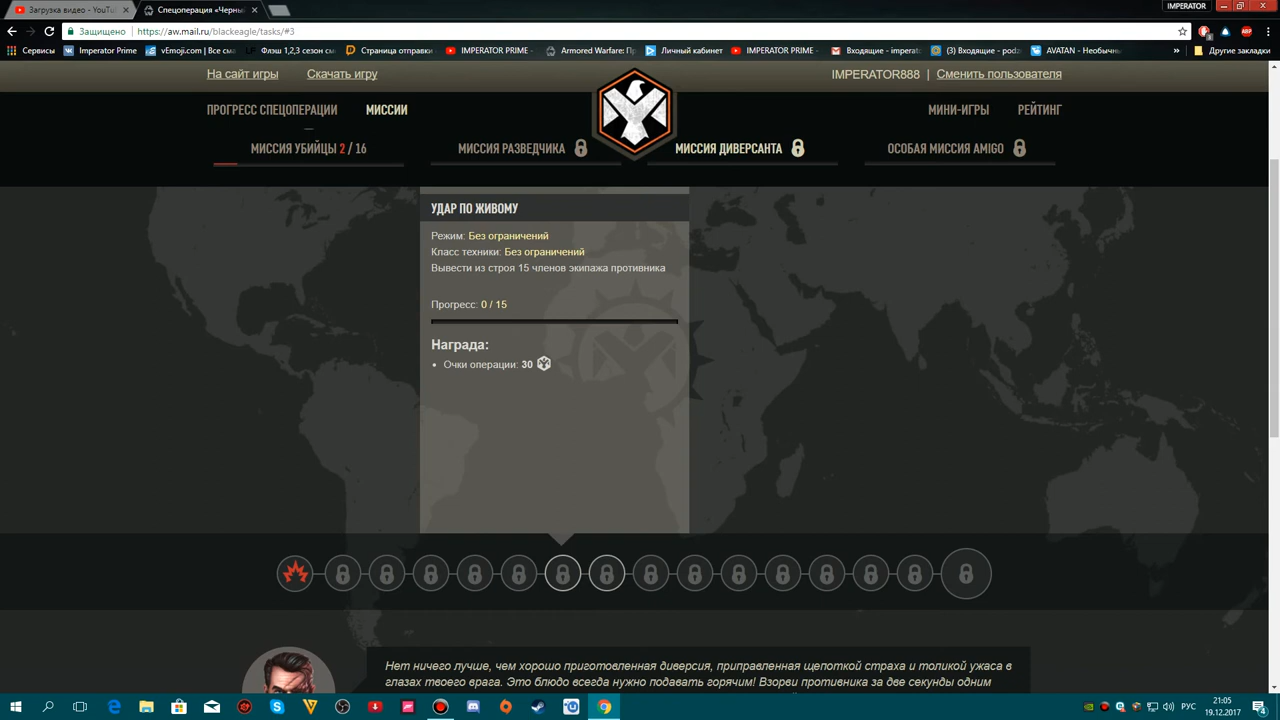 Загрузка видео - YouTu
Спецоперация «Черны
IMPERATOR
Защищено
https://aw.mail.ru/blackeagle/tasks/#3
Сервисы
Imperator Prime
vEmoji.com | Все см
Флэш 1,2,3 сезон см
Страница отправки
IMPERATOR PRIME -
Armored Warfare: П
Личный кабинет
IMPERATOR PRIME -
Входящие - imperat
(3) Входящие - pod
AVATAN - Необычн
»
Другие закладки
На сайт игры
Скачать игру
IMPERATOR888 | Сменить пользователя
ПРОГРЕСС СПЕЦОПЕРАЦИИ
МИССИИ
МИНИ-ИГРЫ
РЕЙТИНГ
МИССИЯ УБИЙЦЫ 2 / 16
МИССИЯ РАЗВЕДЧИКА
МИССИЯ ДИВЕРСАНТА
ОСОБАЯ МИССИЯ AMIGO
УДАР ПО ЖИВОМУ
Режим: Без ограничений
Класс техники: Без ограничений
Вывести из строя 15 членов экипажа противника
Прогресс: 0 / 15
Награда:
• Очки операции: 30
Нет ничего лучше, чем хорошо приготовленная диверсия, приправленная щепоткой страха и толикой ужаса в
глазах твоего врага. Это блюдо всегда нужно подавать горячим! Взорви противника за две секунды одним
РУС
21:05
19.12.2017
4